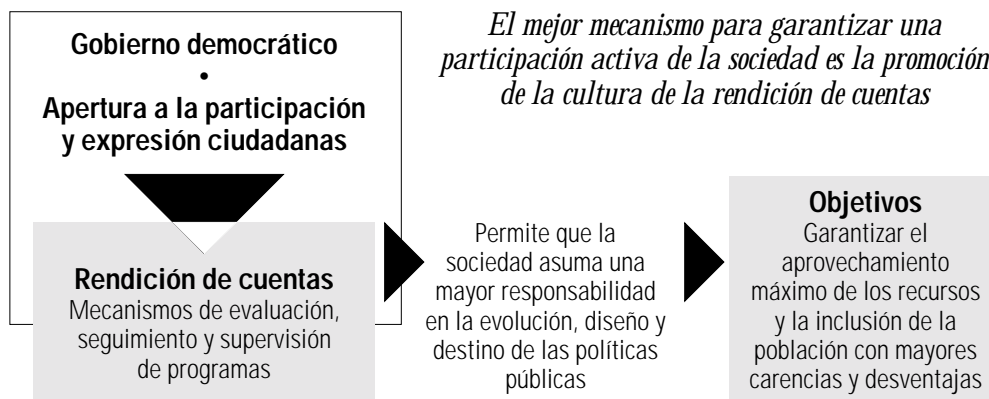 Gobierno democrático
•
Apertura a la participación
y expresión ciudadanas
El mejor mecanismo para garantizar una
participación activa de la sociedad es la promoción
de la cultura de la rendición de cuentas
Rendición de cuentas
Mecanismos de evaluación,
seguimiento y supervisión
de programas
Permite que la
sociedad asuma una
mayor responsabilidad
en la evolución, diseño y
destino de las políticas
públicas
Objetivos
Garantizar el
aprovechamiento
máximo de los recursos
y la inclusión de la
población con mayores
carencias y desventajas